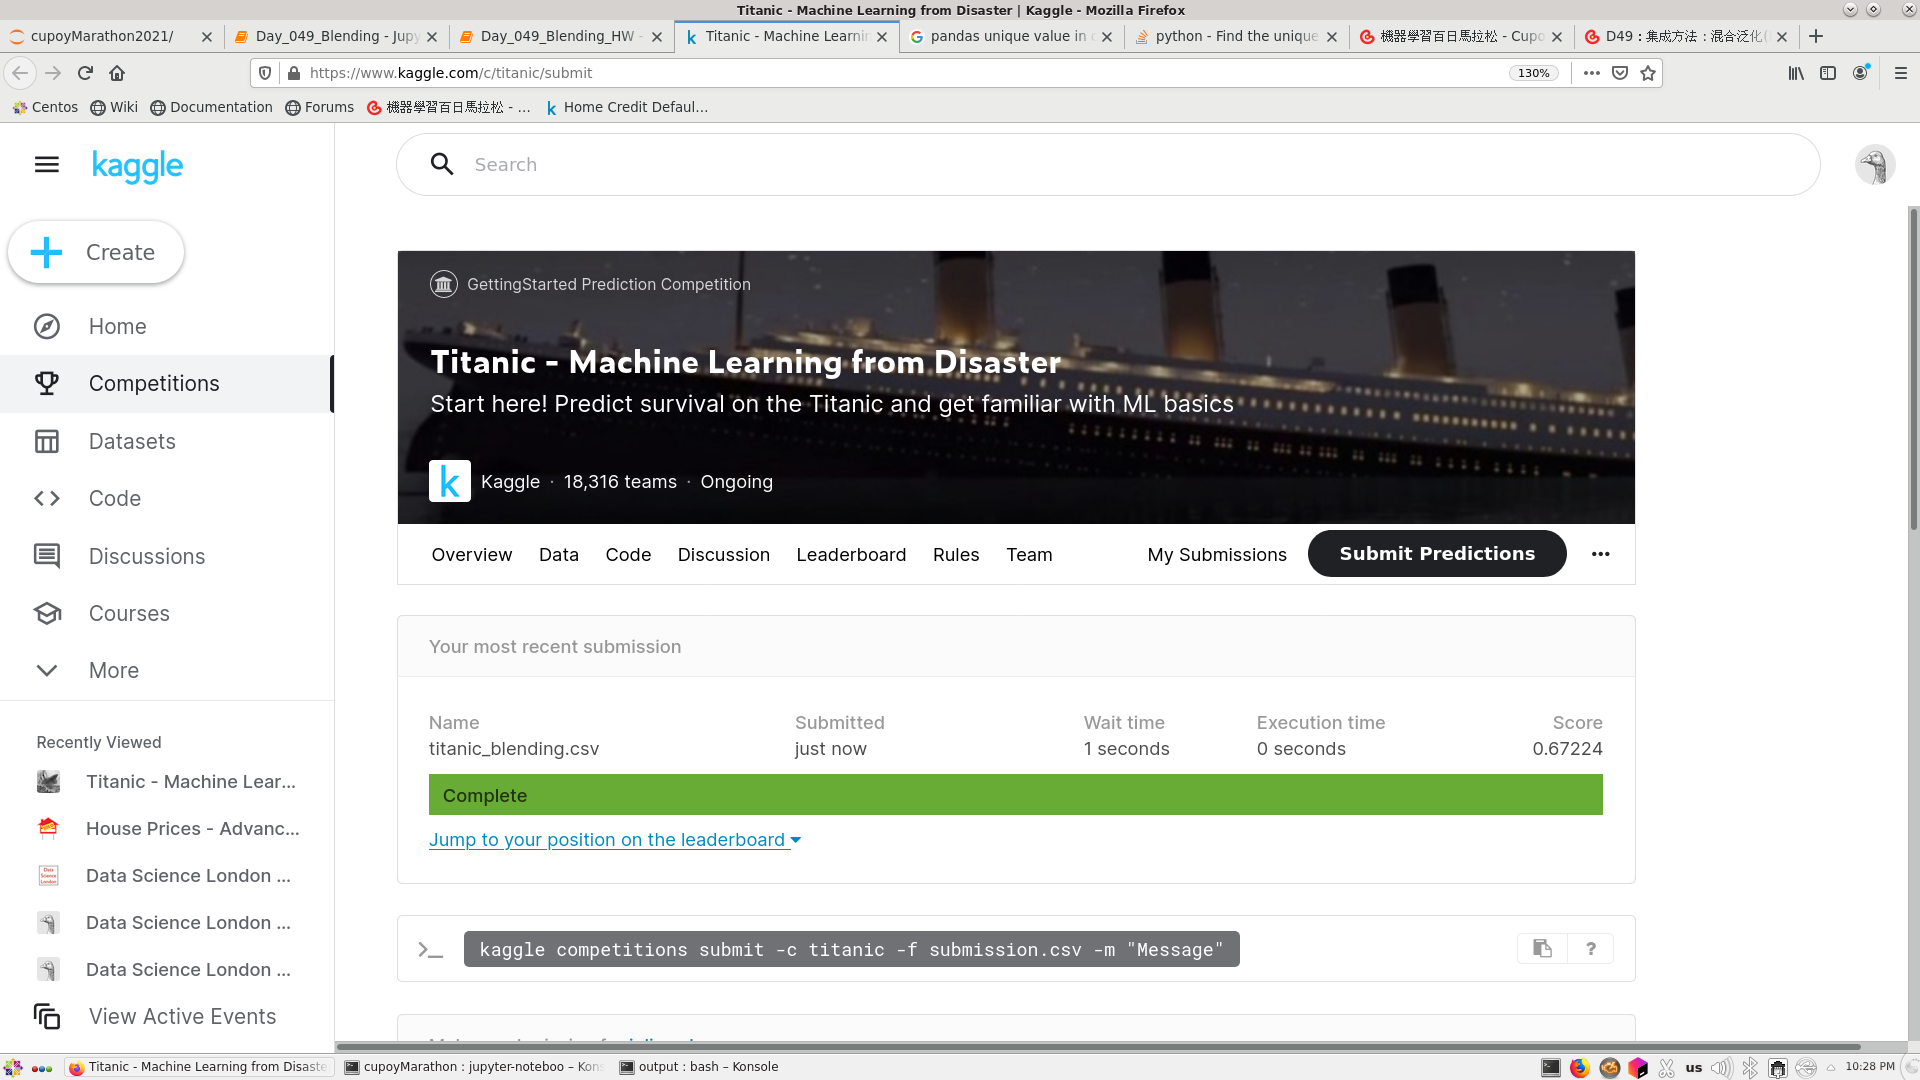 Titanic - Machine Learning from Disaster | Kaggle - Mozilla Firefox
cupoyMarathon2021/
Day_049_Blending - Jupy
Day_049_Blending_HW -
Titanic - Machine Learnin
pandas unique value in c
python - Find the unique
機器學習百日馬拉松 - Cupo
D49：集成方法：混合泛化(
https://www.kaggle.com/c/titanic/submit
130%
Centos
Wiki
Documentation
Forums
機器學習百日馬拉松 - ...
Home Credit Defaul...
kaggle
Search
Create
Home
Competitions
Datasets
Code
Discussions
Courses
More
Recently Viewed
Titanic - Machine Lear...
House Prices - Advanc...
Data Science London ...
Data Science London ...
Data Science London ...
View Active Events
GettingStarted Prediction Competition
Titanic - Machine Learning from Disaster
Start here! Predict survival on the Titanic and get familiar with ML basics
k
Kaggle · 18,316 teams · Ongoing
Overview Data Code Discussion Leaderboard Rules Team My Submissions Submit Predictions
Your most recent submission
Name Submitted Wait time Execution time Score
titanic_blending.csv just now 1 seconds 0 seconds 0.67224
Complete
Jump to your position on the leaderboard
kaggle competitions submit -c titanic -f submission.csv -m "Message"
?
Titanic - Machine Learning from Disaste
cupoyMarathon : jupyter-noteboo – Kons
output : bash – Konsole
us
10:28 PM